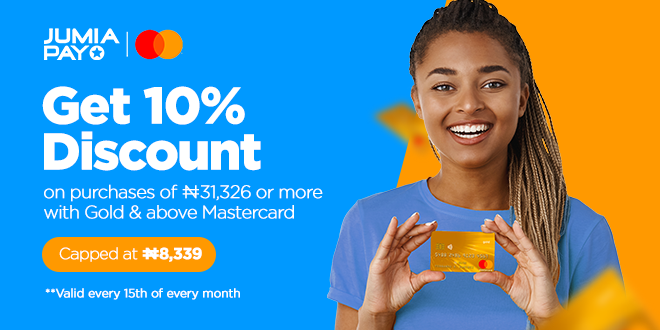 JUMIA
PAY
Get 10%
Discount
on purchases of ₦31,326 or more
with Gold & above Mastercard
Capped at ₦8,339
**Valid every 15th of every month